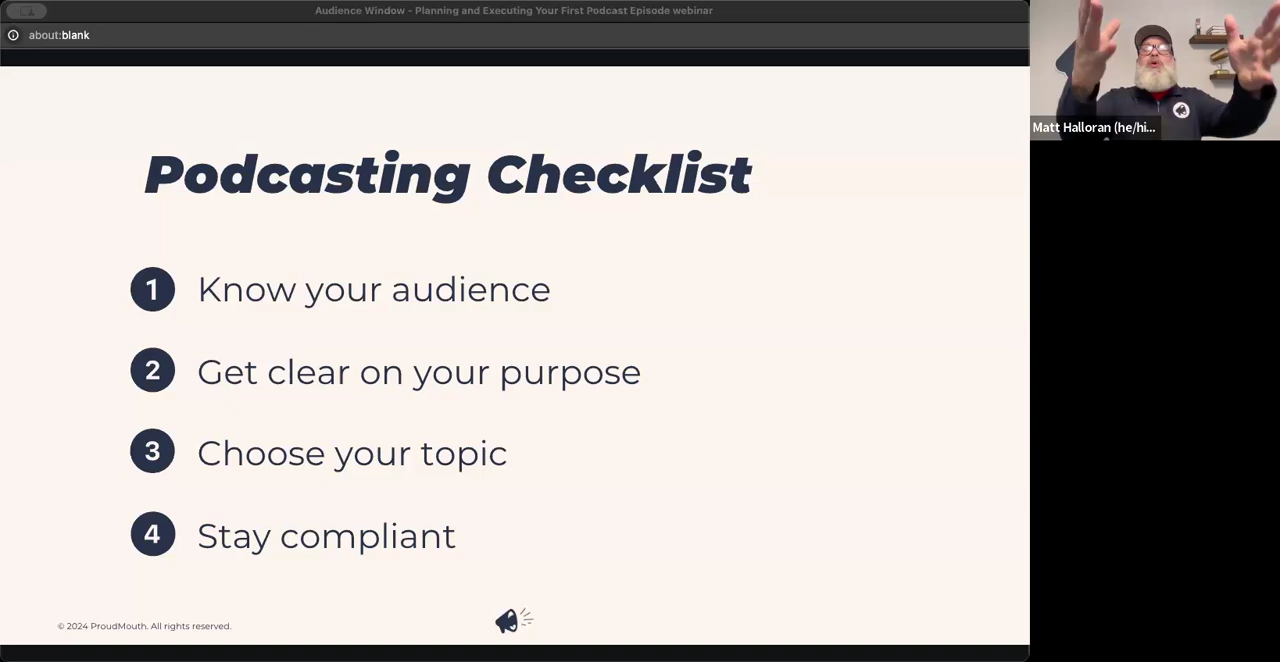 Audience Window - Planning and Executing Your First Podcast Episode webinar
about:blank
Matt Halloran (he/hi...
Podcasting Checklist
1 Know your audience
2 Get clear on your purpose
3 Choose your topic
4 Stay compliant
© 2024 ProudMouth. All rights reserved.